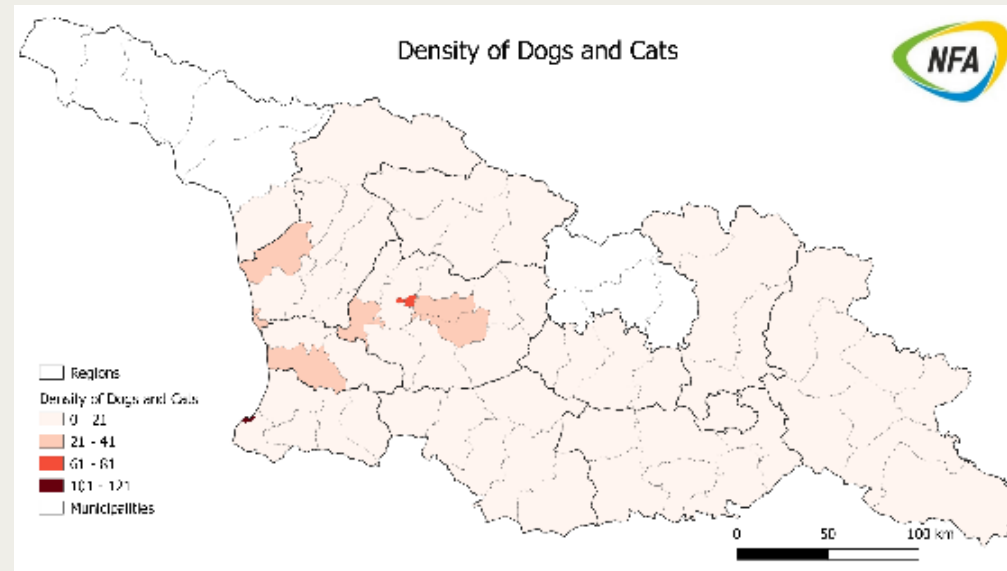 Density of Dogs and Cats
NFA
Regions
Density of Dogs and Cats
0 - 21
21 - 41
61 - 81
101 - 121
Municipalities
0 50 100 km